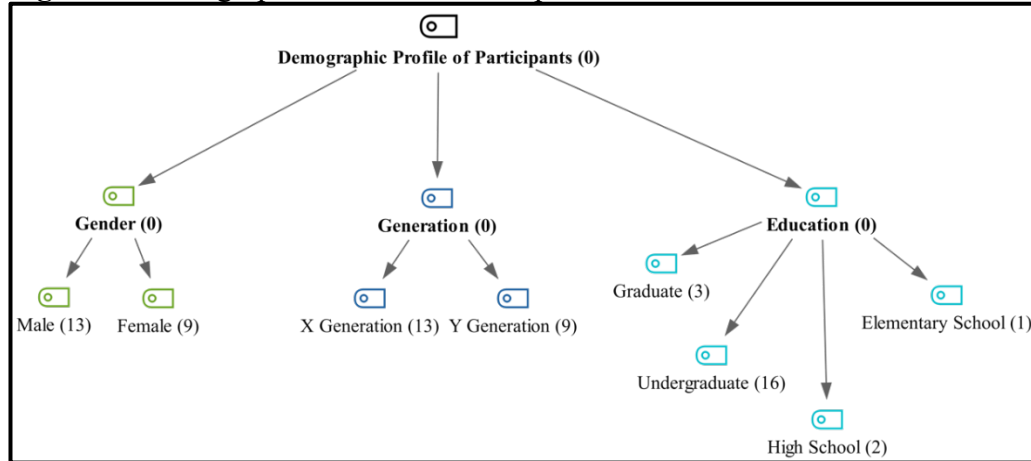 Demographic Profile of Participants (0)
Gender (0)
Generation (0)
Education (0)
Male (13)
Female (9)
X Generation (13)
Y Generation (9)
Graduate (3)
Elementary School (1)
Undergraduate (16)
High School (2)